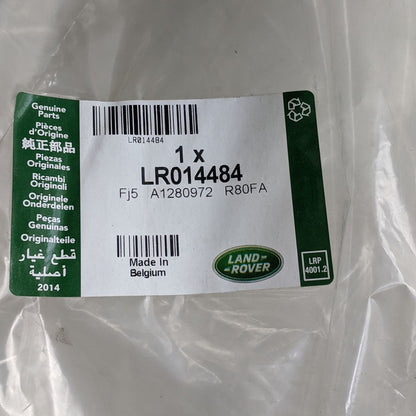 Genuine
Parts
Pièces
d'Origine
純正部品
Piezas
Originales
Ricambi
Originali
Originele
Onderdelen
Peças
Genuinas
Originalteile
قطع غيار
أصلية
2014
LR014484
1 x
LR014484
Fj5 A1280972 R80FA
Made In
Belgium
LAND-
-ROVER
LRP
4001.2